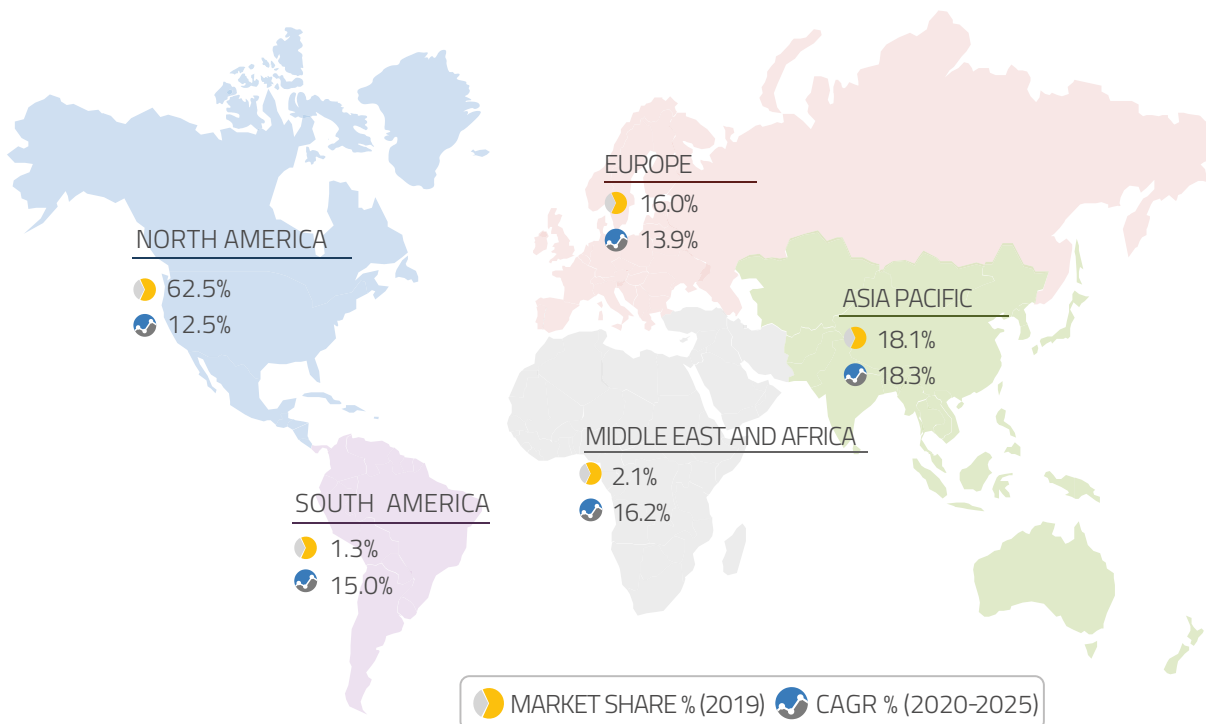 EUROPE
16.0%
13.9%
NORTH AMERICA
62.5%
12.5%
ASIA PACIFIC
18.1%
18.3%
MIDDLE EAST AND AFRICA
2.1%
16.2%
SOUTH AMERICA
1.3%
15.0%
MARKET SHARE % (2019) CAGR % (2020-2025)